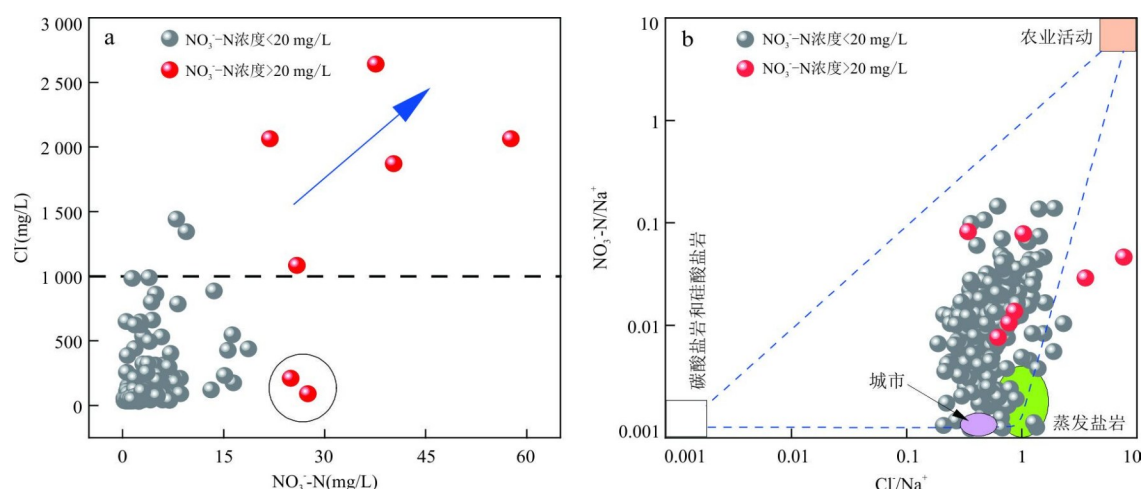 a
NO₃⁻-N浓度<20 mg/L
NO₃⁻-N浓度>20 mg/L
3 000
2 500
2 000
1 500
1 000
500
0
Cl⁻(mg/L)
0
15
30
45
60
NO₃⁻-N(mg/L)
b
NO₃⁻-N浓度<20 mg/L
NO₃⁻-N浓度>20 mg/L
农业活动
10
1
0.1
0.01
0.001
NO₃⁻-N/Na⁺
碳酸盐岩和硅酸盐岩
城市
蒸发盐岩
0.001
0.01
0.1
1
10
Cl⁻/Na⁺